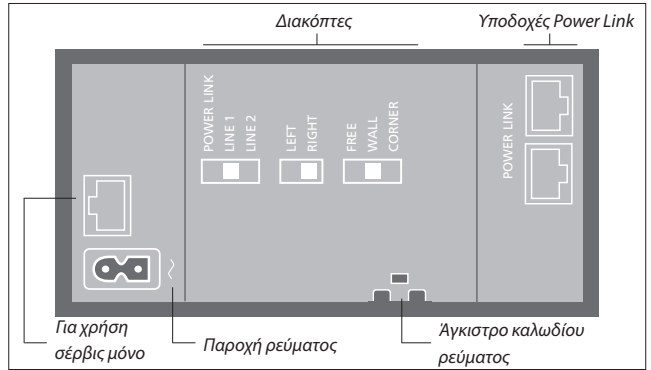 Διακόπτες
Υποδοχές Power Link
POWER LINK
LINE 1
LINE 2
LEFT
RIGHT
FREE
WALL
CORNER
POWER LINK
Για χρήση
σέρβις μόνο
Παροχή ρεύματος
Άγκιστρο καλωδίου
ρεύματος